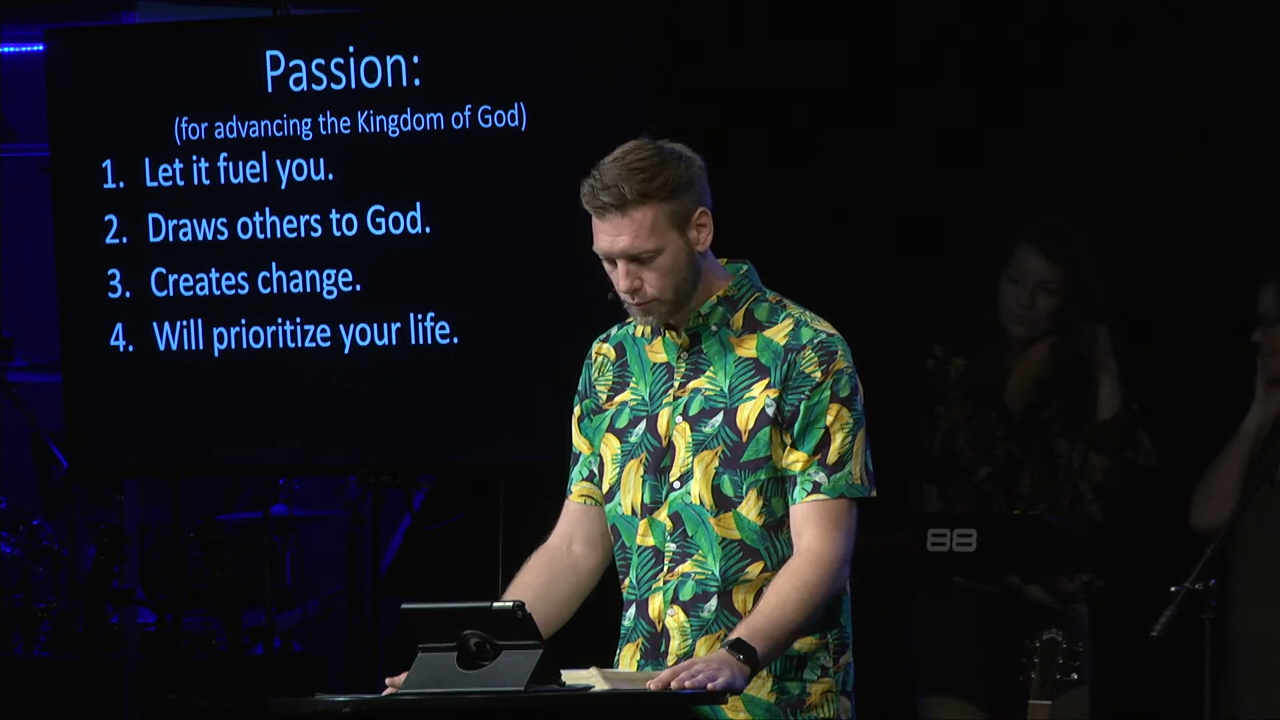 Passion:
(for advancing the Kingdom of God)
1. Let it fuel you.
2. Draws others to God.
3. Creates change.
4. Will prioritize your life.
88